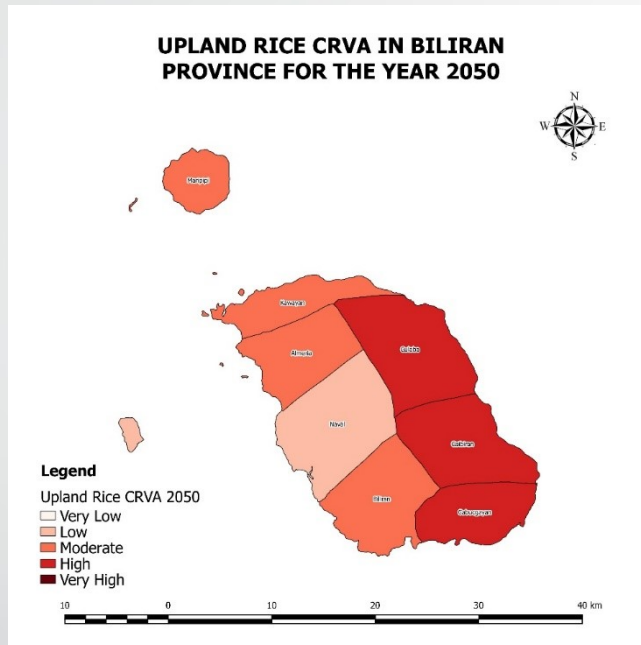 UPLAND RICE CRVA IN BILIRAN
PROVINCE FOR THE YEAR 2050
N
W
E
S
Maripipi
Kawayan
Culaba
Almeria
Naval
Caibiran
Biliran
Cabucgayan
Legend
Upland Rice CRVA 2050
Very Low
Low
Moderate
High
Very High
10 0 10 20 30 40 km